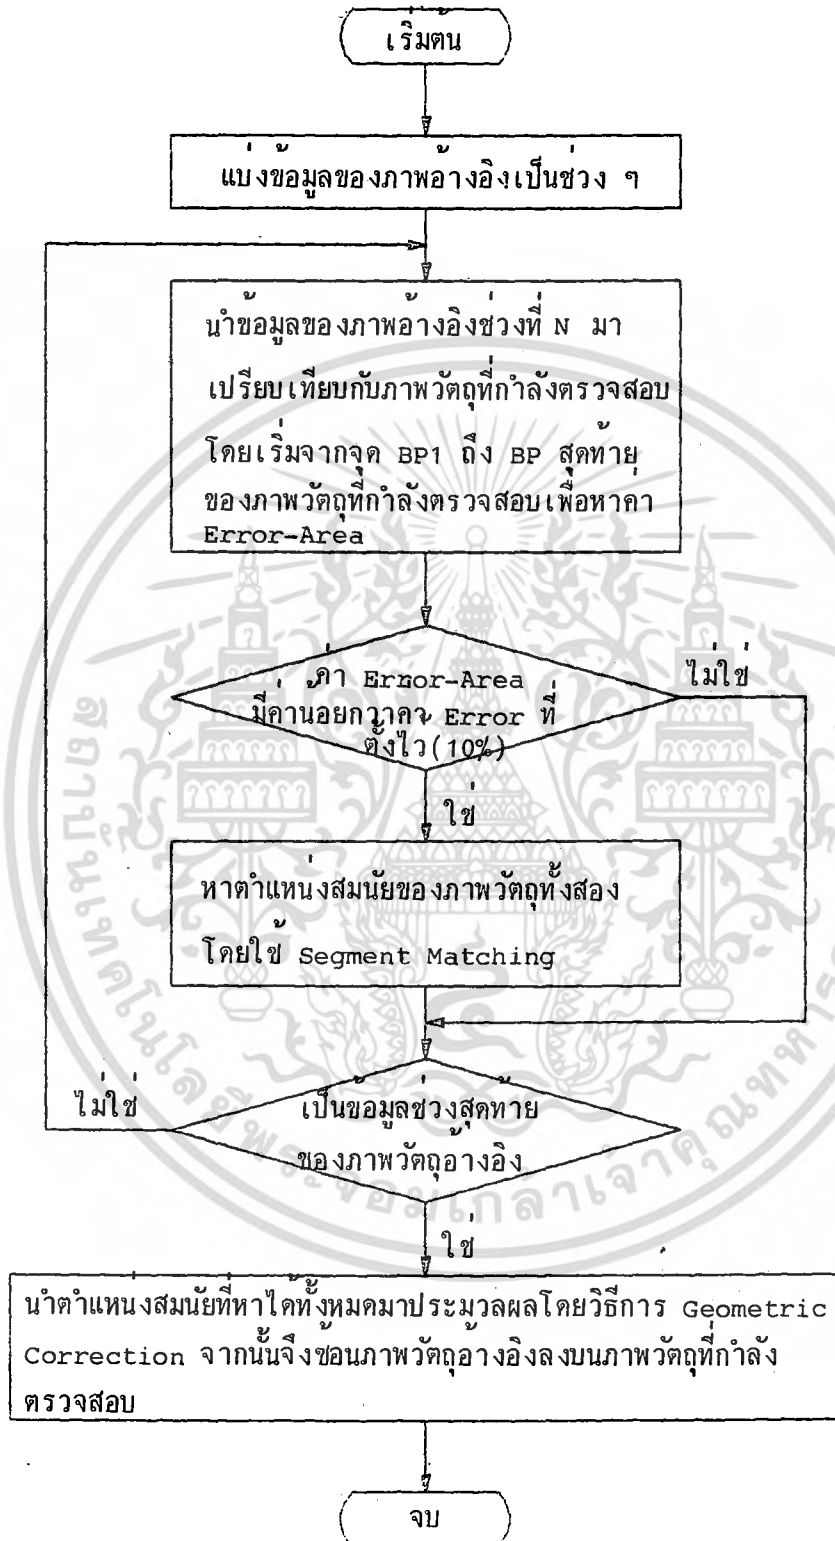 เริ่มต้น
แบ่งข้อมูลของภาพอ้างอิงเป็นช่วง ๆ
นำข้อมูลของภาพอ้างอิงช่วงที่ N มา
เปรียบเทียบกับภาพวัตถุที่กำลังตรวจสอบ
โดยเริ่มจากจุด BP1 ถึง BP สุดท้าย
ของภาพวัตถุที่กำลังตรวจสอบเพื่อหาค่า
Error-Area
ค่า Error-Area
มีค่าน้อยกว่าค่า Error ที่
ตั้งไว้(10%)
ไม่ใช่
ใช่
หาตำแหน่งสมนัยของภาพวัตถุทั้งสอง
โดยใช้ Segment Matching
ไม่ใช่
เป็นข้อมูลช่วงสุดท้าย
ของภาพวัตถุอ้างอิง
ใช่
นำตำแหน่งสมนัยที่หาได้ทั้งหมดมาประมวลผลโดยวิธีการ Geometric
Correction จากนั้นจึงซ้อนภาพวัตถุอ้างอิงลงบนภาพวัตถุที่กำลัง
ตรวจสอบ
จบ